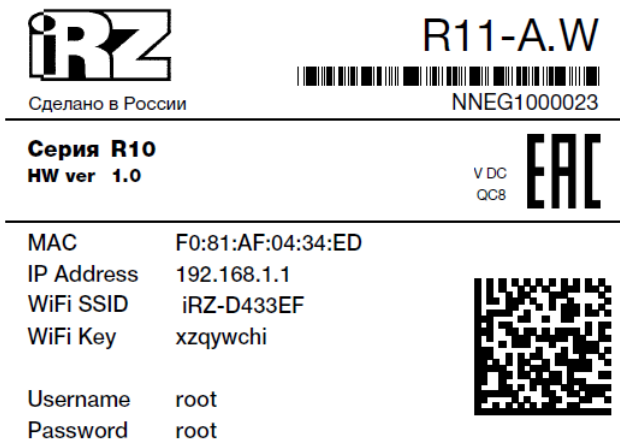 iRZ
R11-A.W
Сделано в России
NNEG1000023
Серия R10
HW ver 1.0
V DC
QC8
EAC
MAC F0:81:AF:04:34:ED
IP Address 192.168.1.1
WiFi SSID iRZ-D433EF
WiFi Key xzqywchi
Username root
Password root